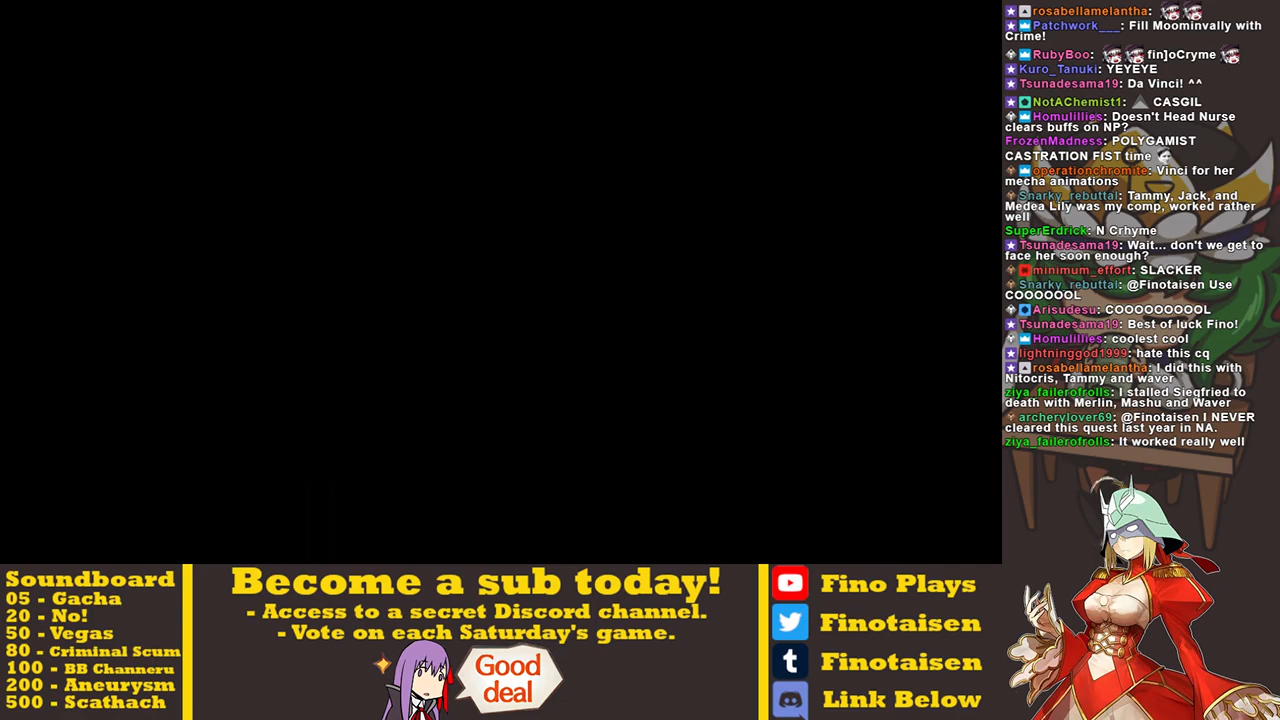 rosabellamelantha:
Patchwork___: Fill Moominvally with
Crime!
RubyBoo: fin]oCryme
Kuro_Tanuki: YEYEYE
Tsunadesama19: Da Vinci! ^^
NotAChemist1: CASGIL
Homulillies: Doesn't Head Nurse
clears buffs on NP?
FrozenMadness: POLYGAMIST
CASTRATION FIST time
operationchromite: Vinci for her
mecha animations
Snarky_rebuttal: Tammy, Jack, and
Medea Lily was my comp, worked rather
well
SuperErdrick: N Crhyme
Tsunadesama19: Wait... don't we get to
face her soon enough?
minimum_effort: SLACKER
Snarky_rebuttal: @Finotaisen Use
COOOOOOL
Arisudesu: COOOOOOOOOL
Tsunadesama19: Best of luck Fino!
Homulillies: coolest cool
lightninggod1999: hate this cq
rosabellamelantha: I did this with
Nitocris, Tammy and waver
ziya_failerofrolls: I stalled Siegfried to
death with Merlin, Mashu and Waver
archerylover69: @Finotaisen I NEVER
cleared this quest last year in NA.
ziya_failerofrolls: It worked really well
Soundboard
05 - Gacha
20 - No!
50 - Vegas
80 - Criminal Scum
100 - BB Channeru
200 - Aneurysm
500 - Scathach
Become a sub today!
- Access to a secret Discord channel.
- Vote on each Saturday's game.
Good
deal
Fino Plays
Finotaisen
t Finotaisen
Link Below